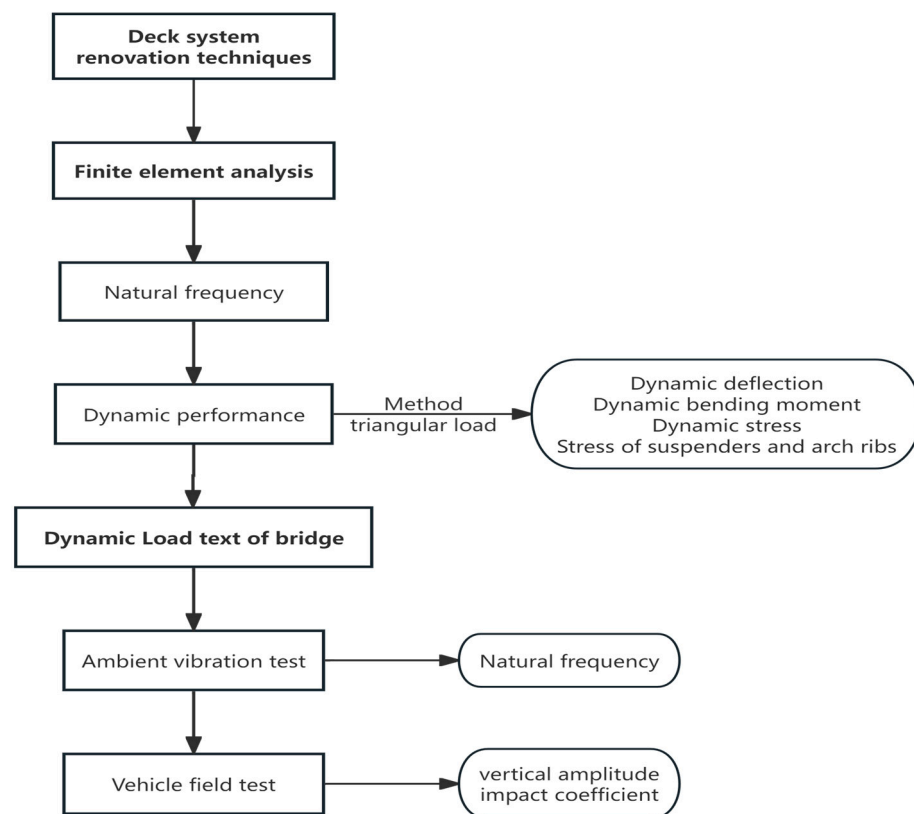 Deck system
renovation techniques
Finite element analysis
Natural frequency
Dynamic performance
Method
triangular load
Dynamic deflection
Dynamic bending moment
Dynamic stress
Stress of suspenders and arch ribs
Dynamic Load text of bridge
Ambient vibration test
Natural frequency
Vehicle field test
vertical amplitude
impact coefficient